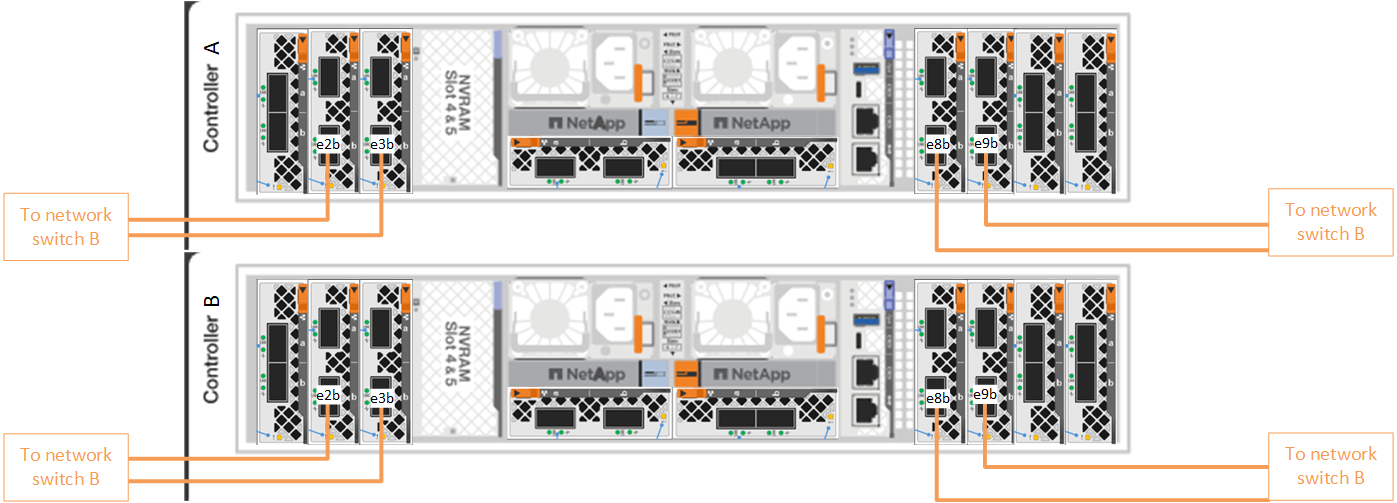 Controller A
NVRAM
Slot 4 & 5
NetApp
NetApp
a
b
a
b
a
b
a
b
e2b
e3b
e8b
e9b
To network
switch B
To network
switch B
Controller B
NVRAM
Slot 4 & 5
NetApp
NetApp
a
b
a
b
a
b
a
b
e2b
e3b
e8b
e9b
To network
switch B
To network
switch B